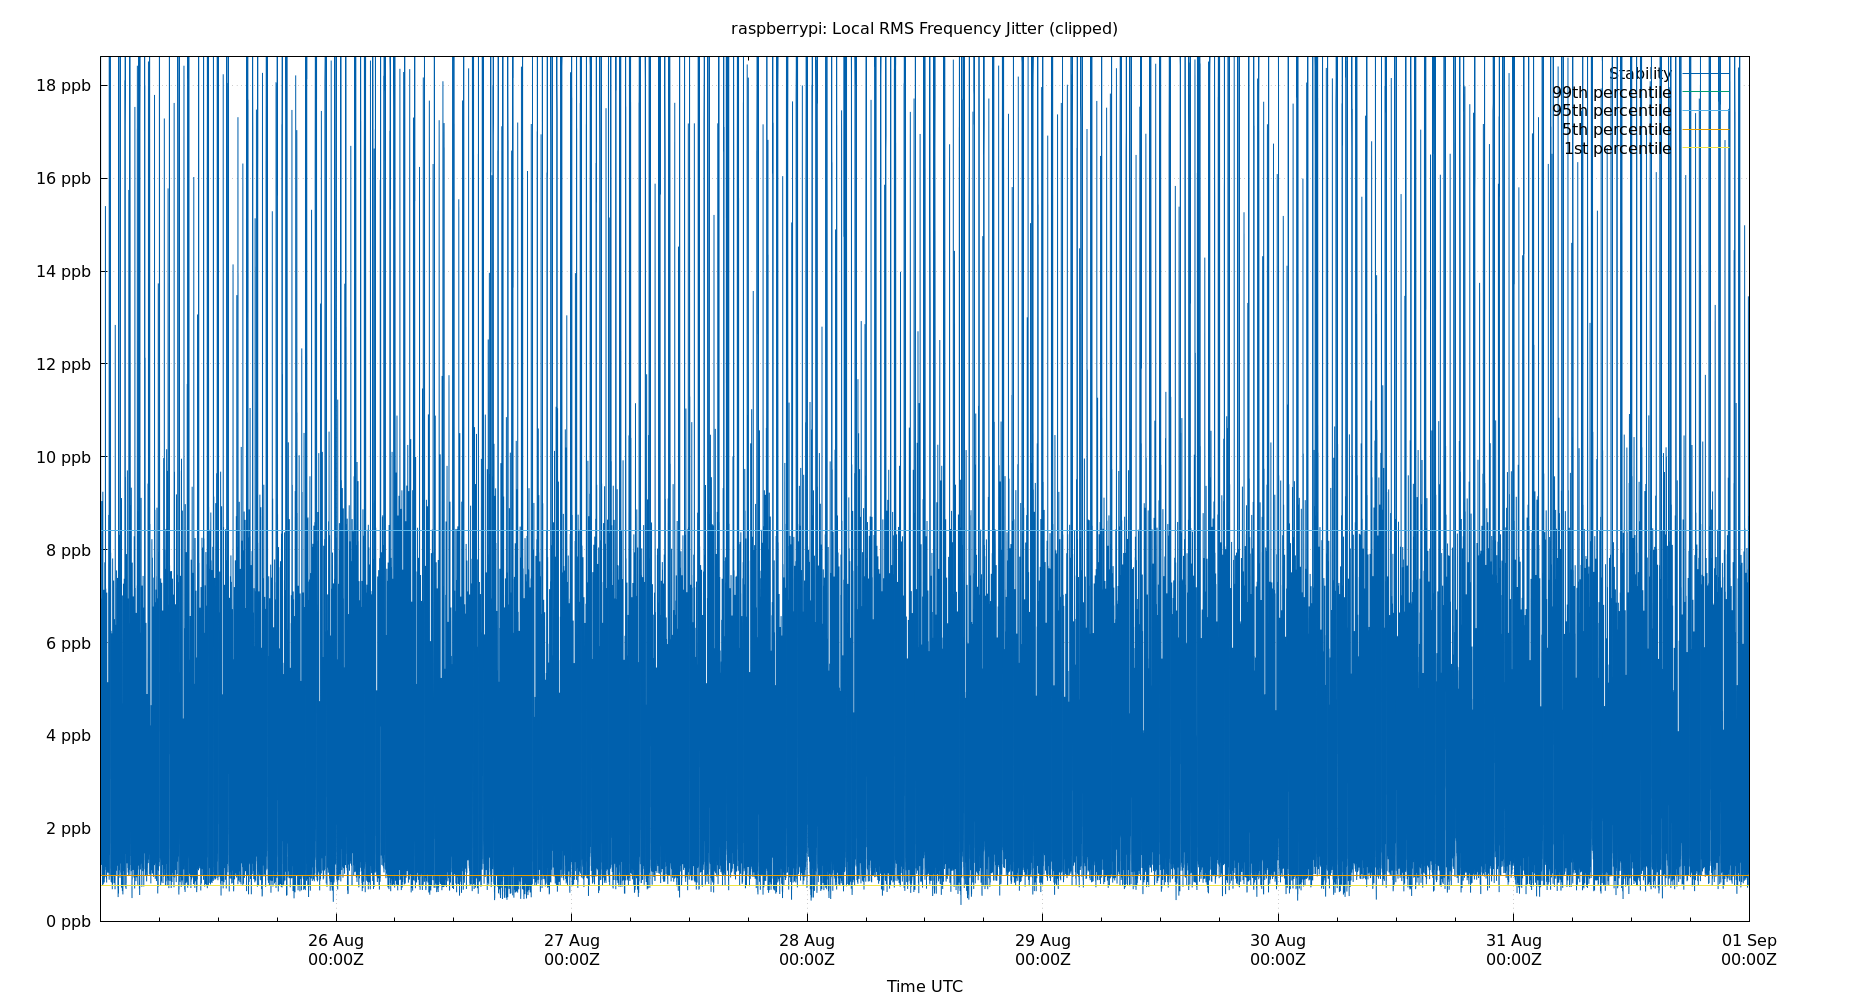 raspberrypi: Local RMS Frequency Jitter (clipped)
Stability
99th percentile
95th percentile
5th percentile
1st percentile
18 ppb
16 ppb
14 ppb
12 ppb
10 ppb
8 ppb
6 ppb
4 ppb
2 ppb
0 ppb
26 Aug
00:00Z
27 Aug
00:00Z
28 Aug
00:00Z
29 Aug
00:00Z
30 Aug
00:00Z
31 Aug
00:00Z
01 Sep
00:00Z
Time UTC